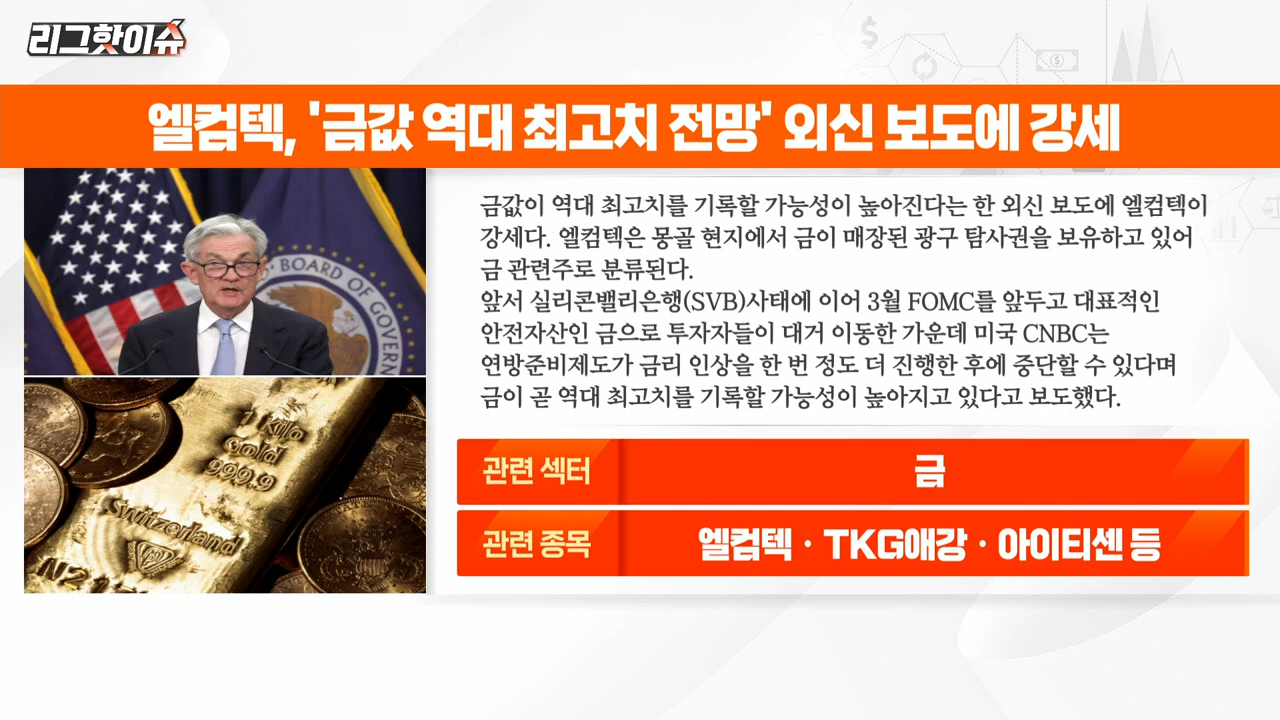 리그핫이슈
엘컴텍, '금값 역대 최고치 전망' 외신 보도에 강세
금값이 역대 최고치를 기록할 가능성이 높아진다는 한 외신 보도에 엘컴텍이
강세다. 엘컴텍은 몽골 현지에서 금이 매장된 광구 탐사권을 보유하고 있어
금 관련주로 분류된다.
앞서 실리콘밸리은행(SVB)사태에 이어 3월 FOMC를 앞두고 대표적인
안전자산인 금으로 투자자들이 대거 이동한 가운데 미국 CNBC는
연방준비제도가 금리 인상을 한 번 정도 더 진행한 후에 중단할 수 있다며
금이 곧 역대 최고치를 기록할 가능성이 높아지고 있다고 보도했다.
BOARD OF GOVERN
1 Kilo
Gold
999.9
Switzerland
관련 섹터
금
관련 종목
엘컴텍 · TKG애강 · 아이티센 등